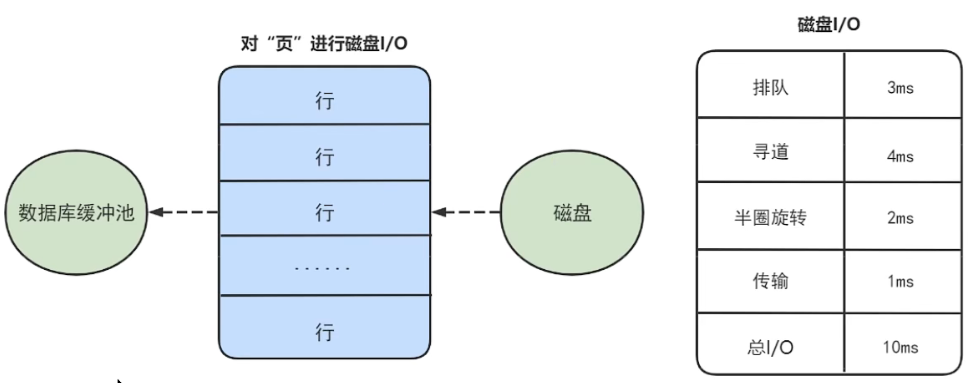 对“页”进行磁盘I/O
行
行
行
......
行
数据库缓冲池
磁盘
磁盘I/O
排队 3ms
寻道 4ms
半圈旋转 2ms
传输 1ms
总I/O 10ms